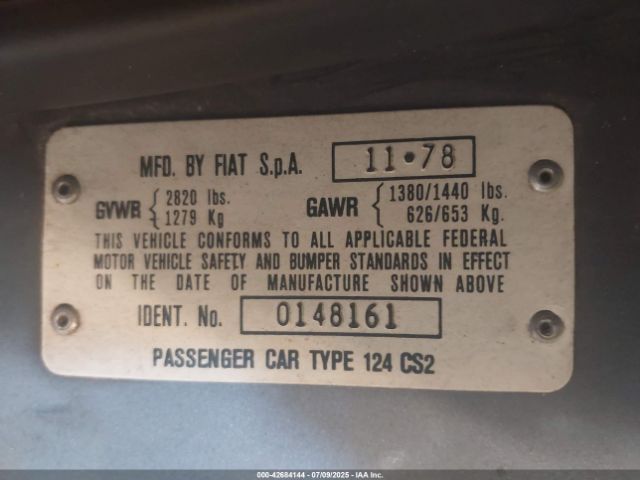 MFD. BY FIAT S.p.A. 11•78
GVWR { 2820 lbs. 1279 Kg
GAWR { 1380/1440 lbs. 626/653 Kg.
THIS VEHICLE CONFORMS TO ALL APPLICABLE FEDERAL
MOTOR VEHICLE SAFETY AND BUMPER STANDARDS IN EFFECT
ON THE DATE OF MANUFACTURE SHOWN ABOVE
IDENT. No. 0148161
PASSENGER CAR TYPE 124 CS2
000-42684144 | 07/09/2025 | IAA Inc.